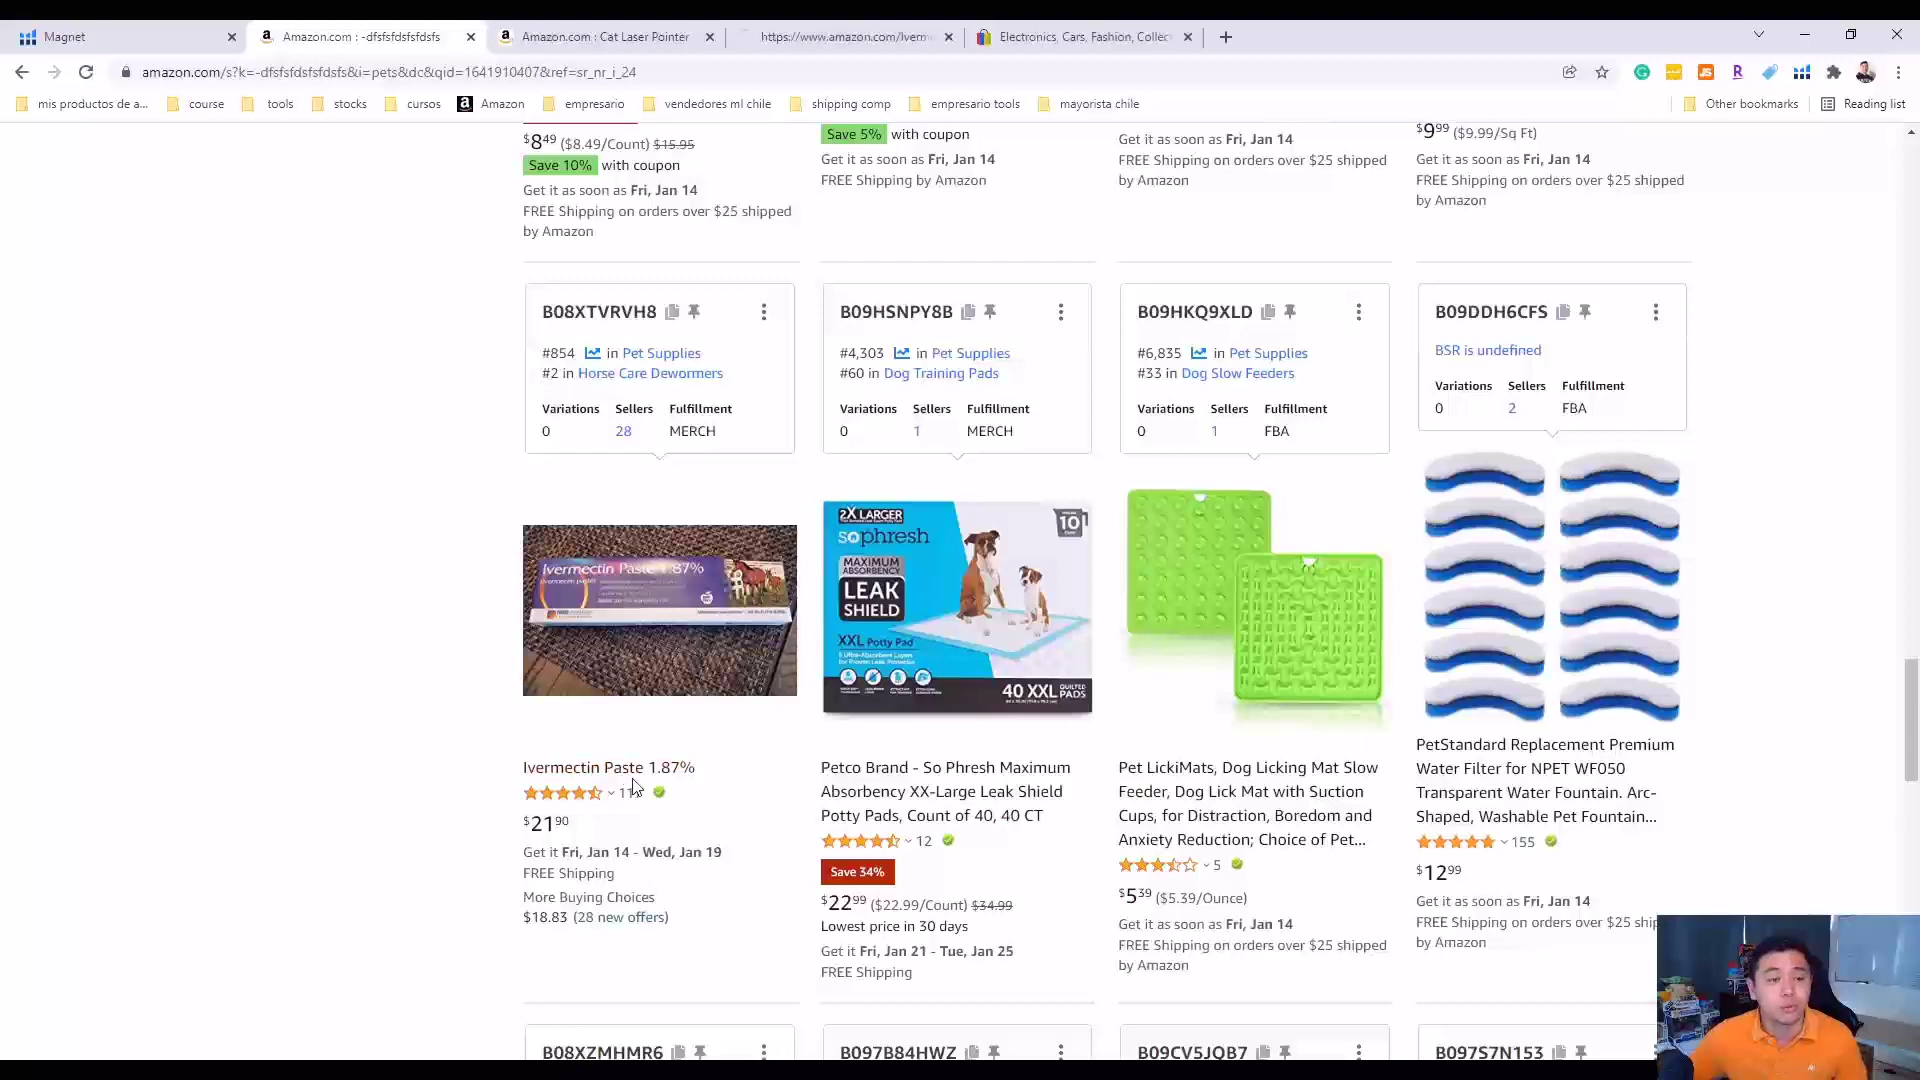 Magnet
Amazon.com : -dfsfsfdsfsfdsfs
Amazon.com : Cat Laser Pointer
https://www.amazon.com/Iverm
Electronics, Cars, Fashion, Collec
amazon.com/s?k=-dfsfsfdsfdsfdsfs&i=pets&dc&qid=1641910407&ref=sr_nr_i_24
mis productos de a...
course
tools
stocks
cursos
Amazon
empresario
vendedores ml chile
shipping comp
empresario tools
mayorista chile
Other bookmarks
Reading list
$8.49 ($8.49/Count) $15.95
Save 10% with coupon
Get it as soon as Fri, Jan 14
FREE Shipping on orders over $25 shipped
by Amazon
Save 5% with coupon
Get it as soon as Fri, Jan 14
FREE Shipping by Amazon
Get it as soon as Fri, Jan 14
FREE Shipping on orders over $25 shipped
by Amazon
$9.99 ($9.99/Sq Ft)
Get it as soon as Fri, Jan 14
FREE Shipping on orders over $25 shipped
by Amazon
B08XTVRVH8
#854 in Pet Supplies
#2 in Horse Care Dewormers
Variations Sellers Fulfillment
0 28 MERCH
Ivermectin Paste 1.87%
Ivermectin Paste 1.87%
$21.90
Get it Fri, Jan 14 - Wed, Jan 19
FREE Shipping
More Buying Choices
$18.83 (28 new offers)
B09HSNPY8B
#4,303 in Pet Supplies
#60 in Dog Training Pads
Variations Sellers Fulfillment
0 1 MERCH
2X LARGER
sophresh
MAXIMUM
ABSORBENCY
LEAK
SHIELD
XXL Potty Pad
10
40 XXL QUILTED PADS
Petco Brand - So Phresh Maximum
Absorbency XX-Large Leak Shield
Potty Pads, Count of 40, 40 CT
12
Save 34%
$22.99 ($22.99/Count) $34.99
Lowest price in 30 days
Get it Fri, Jan 21 - Tue, Jan 25
FREE Shipping
B09HKQ9XLD
#6,835 in Pet Supplies
#33 in Dog Slow Feeders
Variations Sellers Fulfillment
0 1 FBA
Pet LickiMats, Dog Licking Mat Slow
Feeder, Dog Lick Mat with Suction
Cups, for Distraction, Boredom and
Anxiety Reduction; Choice of Pet...
5
$5.39 ($5.39/Ounce)
Get it as soon as Fri, Jan 14
FREE Shipping on orders over $25 shipped
by Amazon
B09DDH6CFS
BSR is undefined
Variations Sellers Fulfillment
0 2 FBA
PetStandard Replacement Premium
Water Filter for NPET WF050
Transparent Water Fountain. Arc-
Shaped, Washable Pet Fountain...
155
$12.99
Get it as soon as Fri, Jan 14
FREE Shipping on orders over $25
by Amazon
B08XZMHMR6
B097B84HWZ
B09CV5JQB7
B097S7N153